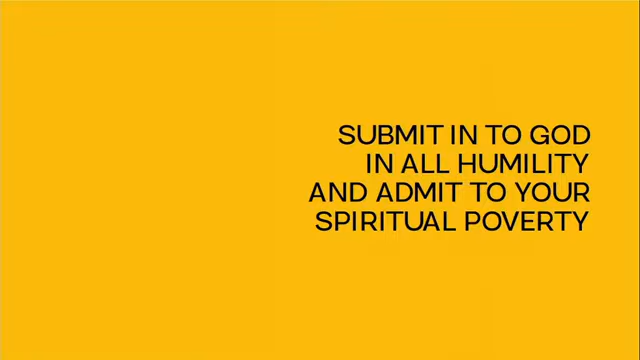 SUBMIT IN TO GOD
IN ALL HUMILITY
AND ADMIT TO YOUR
SPIRITUAL POVERTY